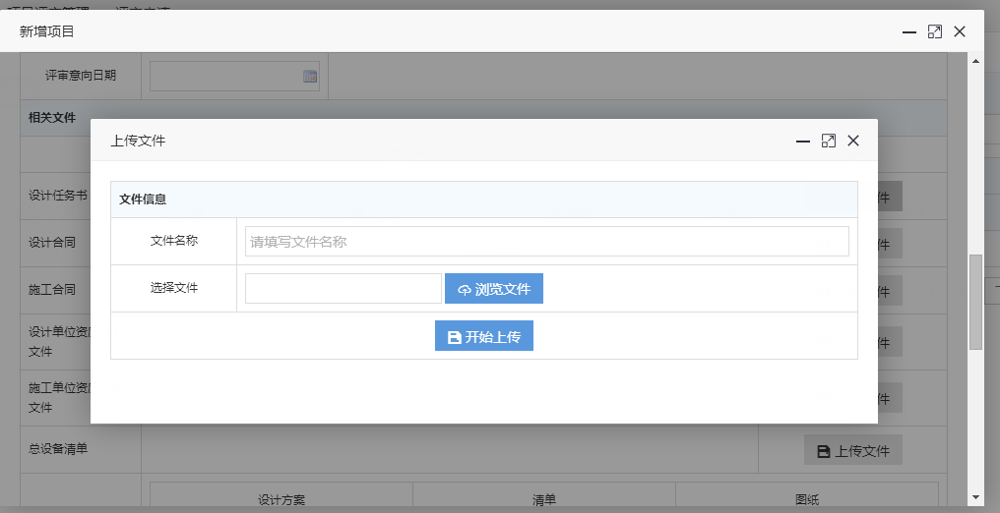 新增项目
评审意向日期
相关文件
上传文件
文件信息
文件名称
请填写文件名称
选择文件
浏览文件
开始上传
设计任务书
件
设计合同
件
施工合同
件
设计单位资
文件
件
施工单位资
文件
件
总设备清单
上传文件
设计方案
清单
图纸